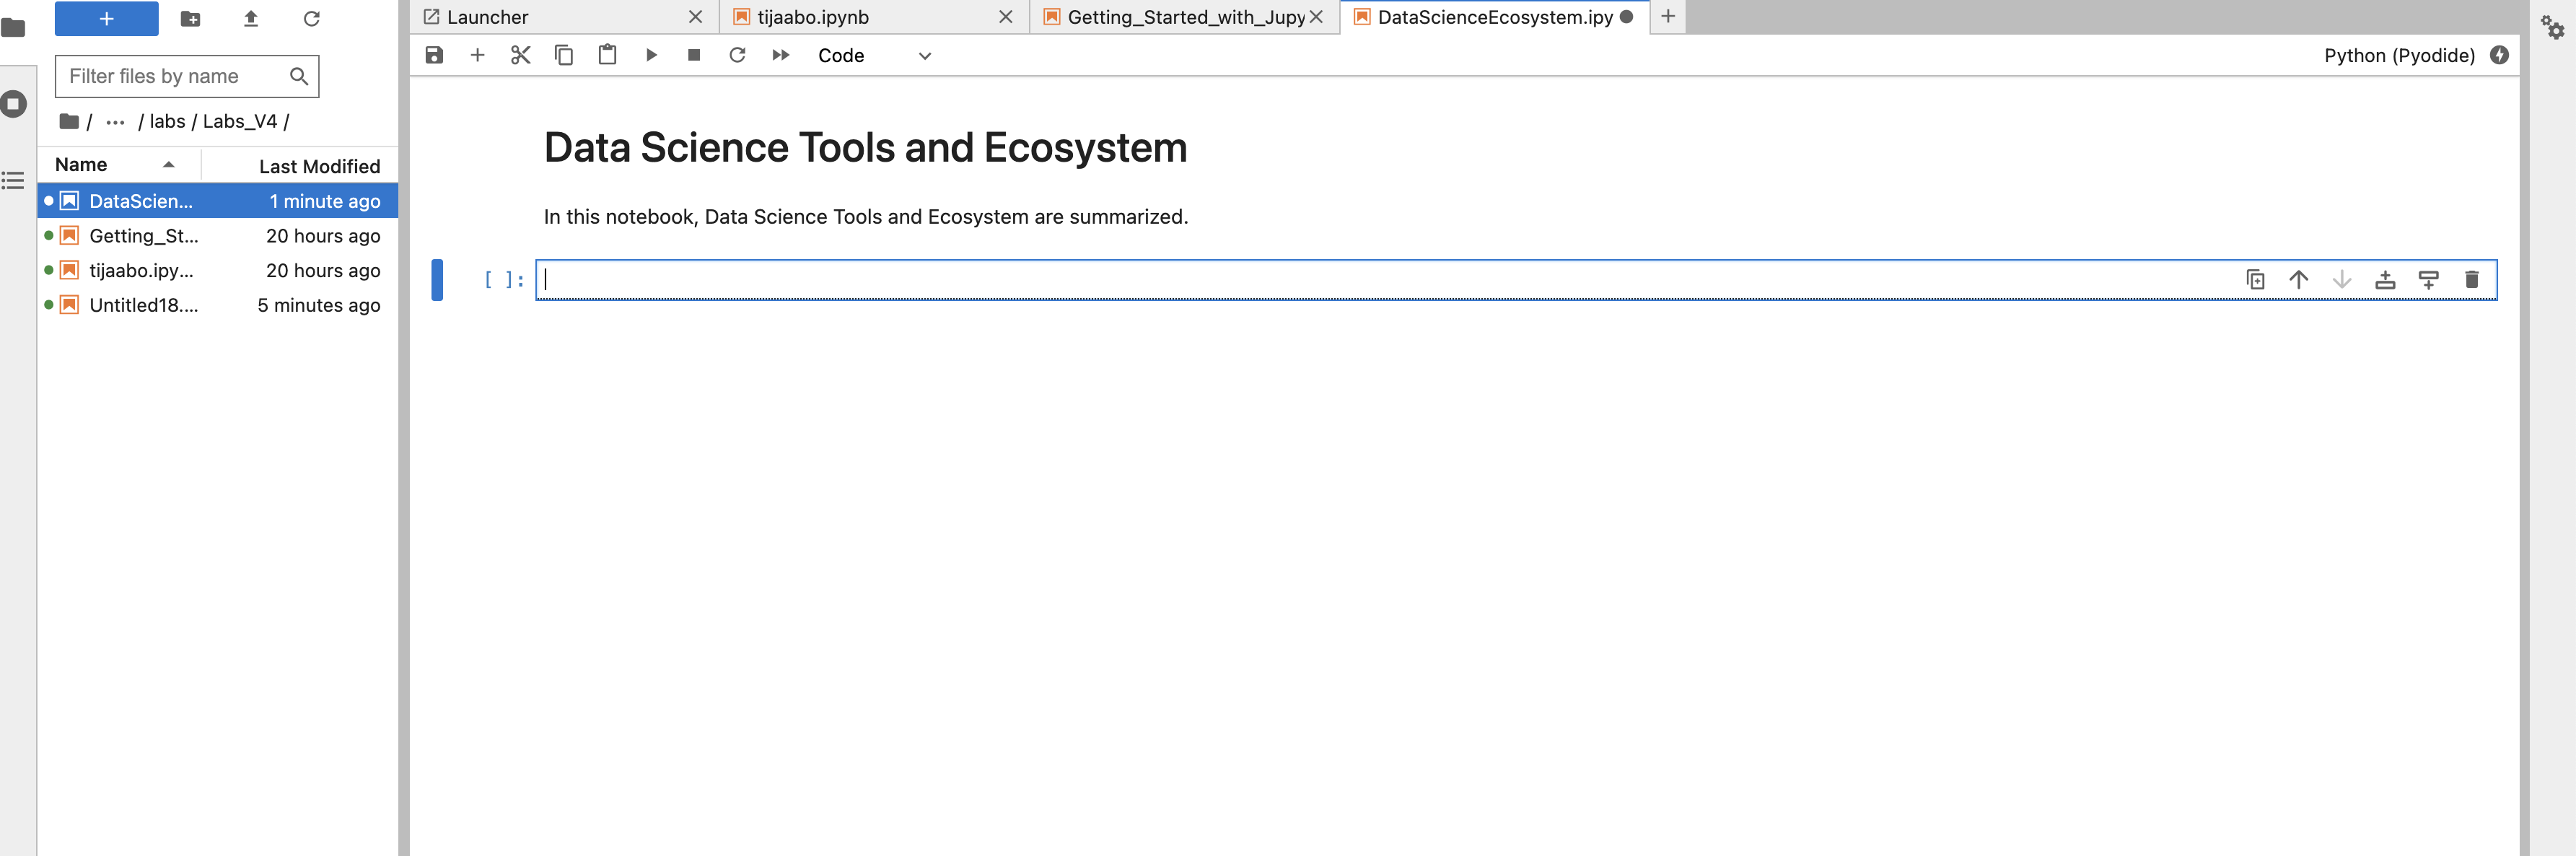 Launcher
tijaabo.ipynb
Getting_Started_with_Jupy
DataScienceEcosystem.ipy
Filter files by name
Code
Python (Pyodide)
/ ... / labs / Labs_V4 /
Name Last Modified
DataScien... 1 minute ago
Getting_St... 20 hours ago
tijaabo.ipy... 20 hours ago
Untitled18.... 5 minutes ago
Data Science Tools and Ecosystem
In this notebook, Data Science Tools and Ecosystem are summarized.
[ ]: